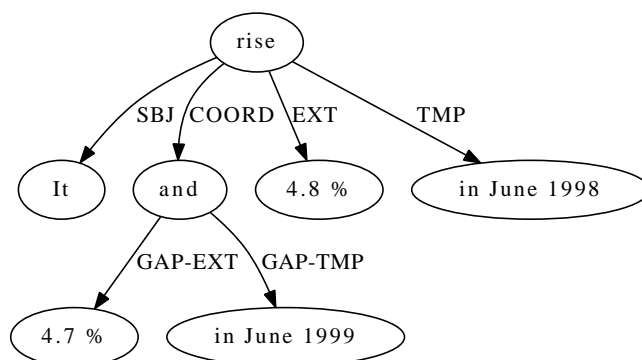 rise
SBJ COORD EXT TMP
It and 4.8 % in June 1998
GAP-EXT GAP-TMP
4.7 % in June 1999